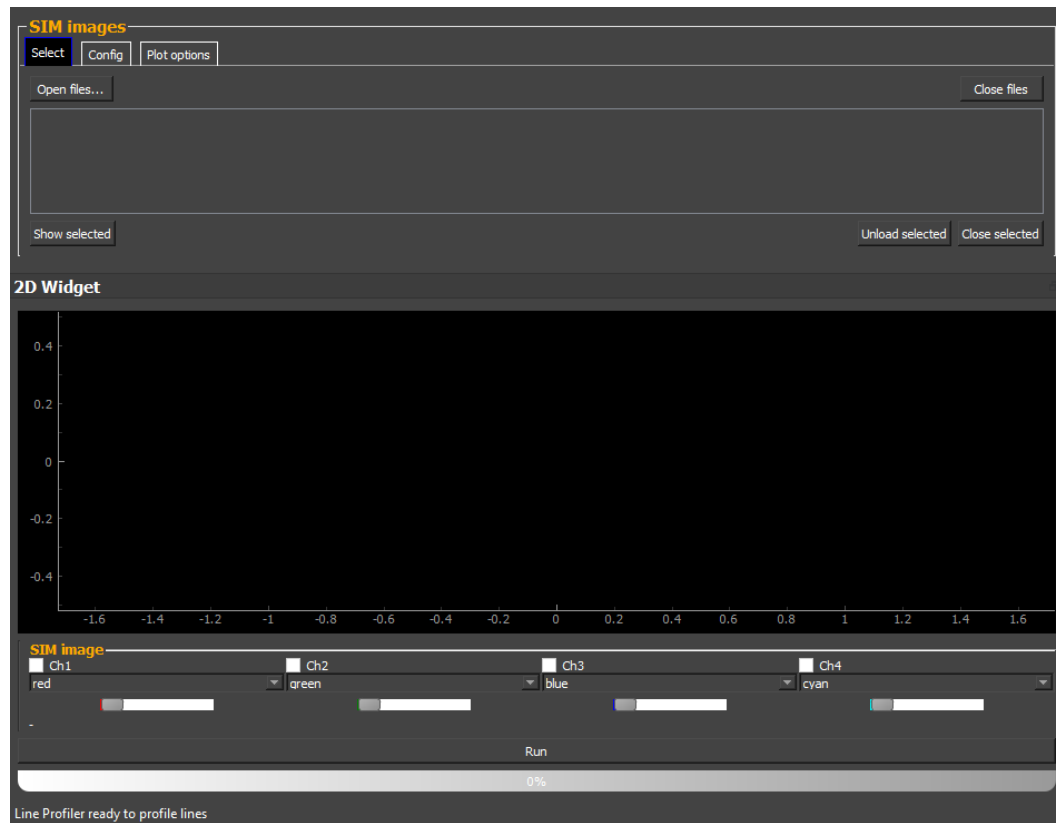 SIM images
Select Config Plot options
Open files... Close files
Show selected Unload selected Close selected
2D Widget
0.4
0.2
0
-0.2
-0.4
-1.6 -1.4 -1.2 -1 -0.8 -0.6 -0.4 -0.2 0 0.2 0.4 0.6 0.8 1 1.2 1.4 1.6
SIM image
Ch1 Ch2 Ch3 Ch4
red green blue cyan
-
Run
0%
Line Profiler ready to profile lines